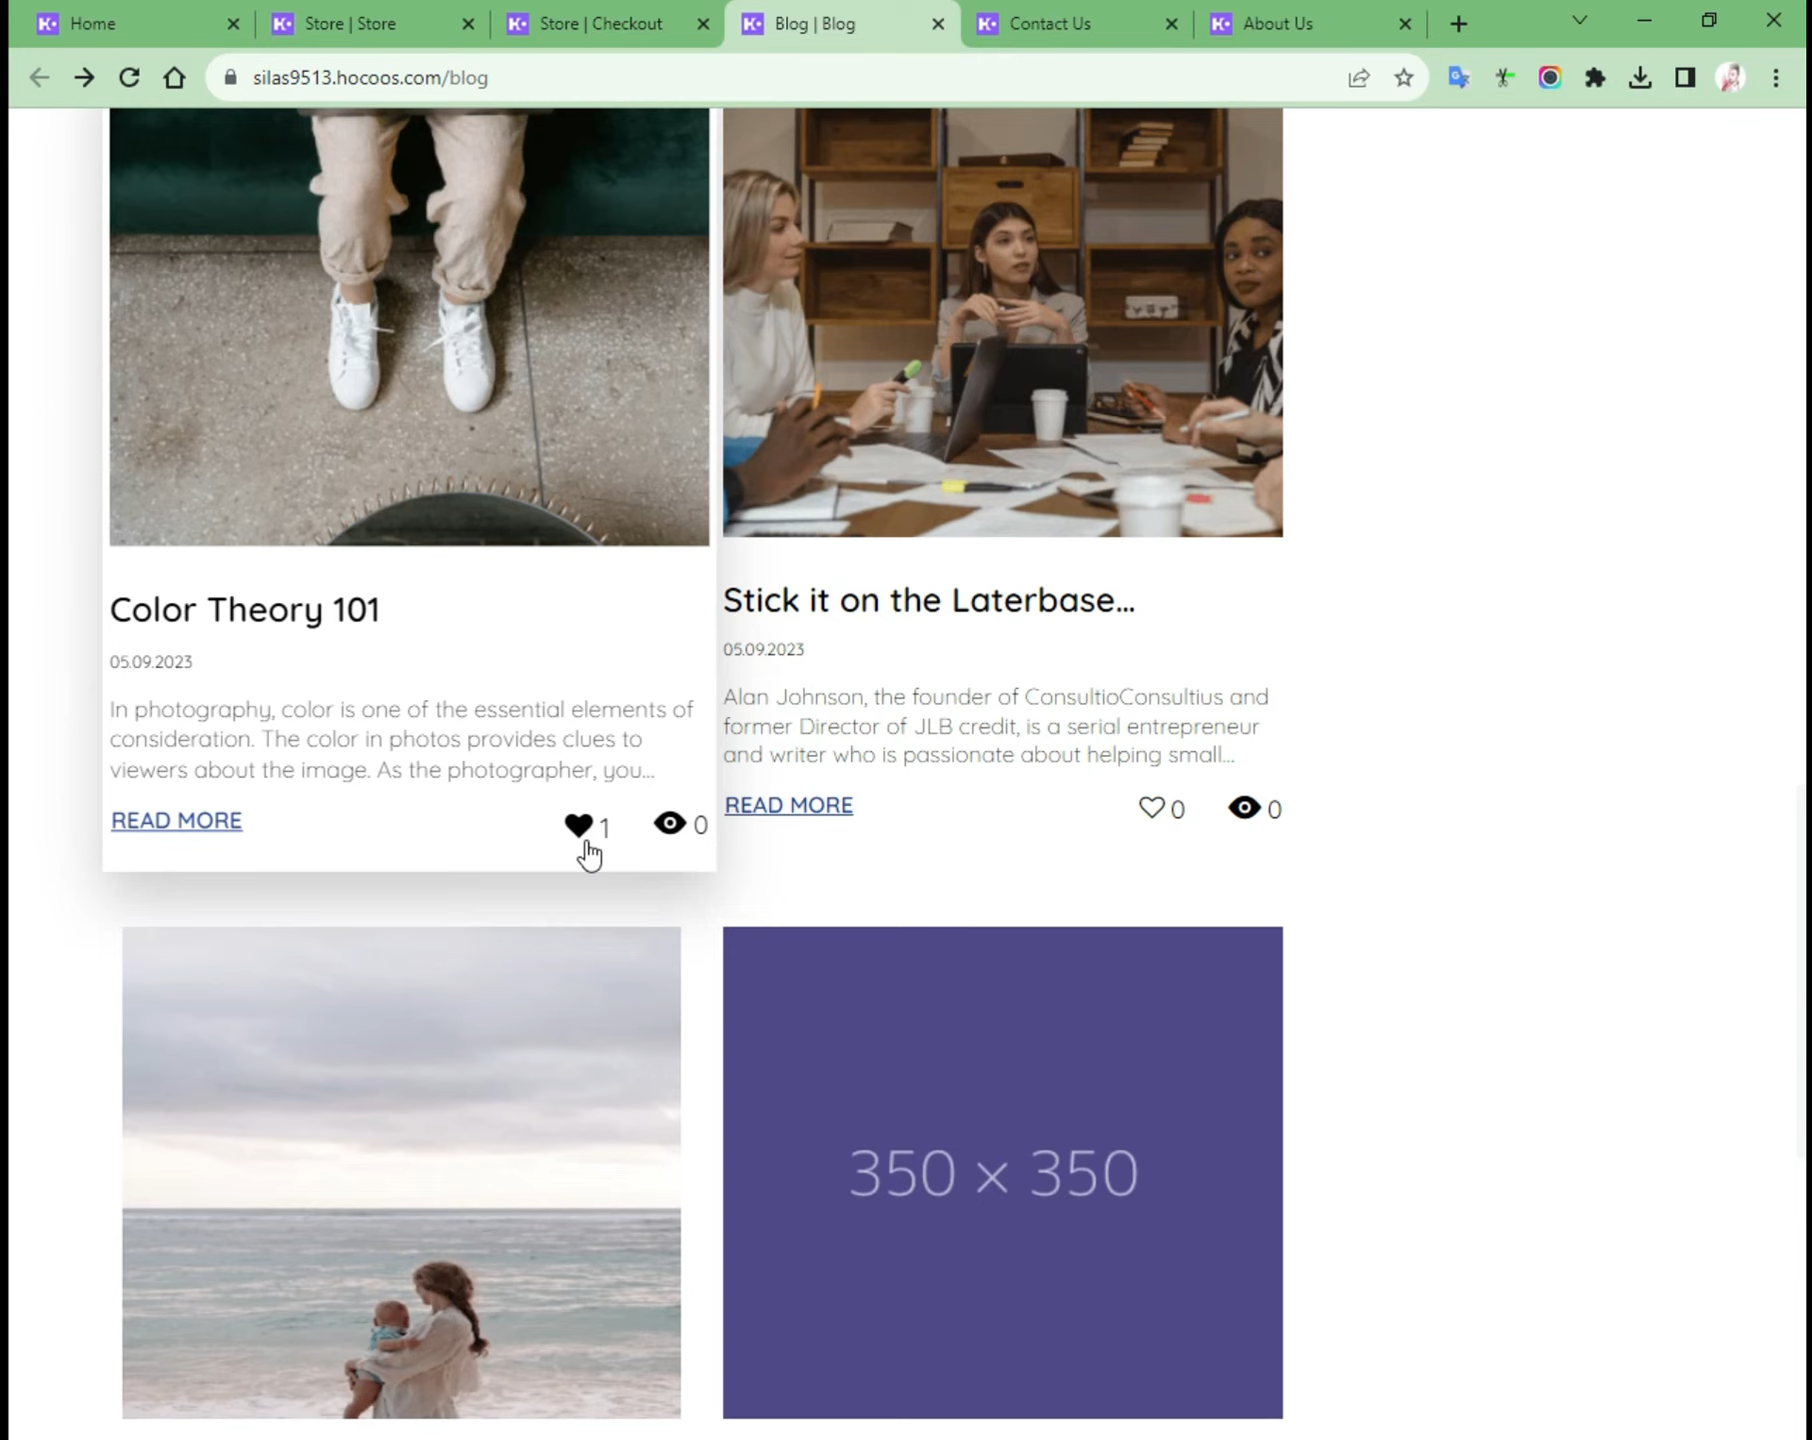 Home
Store | Store
Store | Checkout
Blog | Blog
Contact Us
About Us
silas9513.hocoos.com/blog
Color Theory 101
05.09.2023
In photography, color is one of the essential elements of
consideration. The color in photos provides clues to
viewers about the image. As the photographer, you...
READ MORE
1
0
Stick it on the Laterbase...
05.09.2023
Alan Johnson, the founder of ConsultioConsultius and
former Director of JLB credit, is a serial entrepreneur
and writer who is passionate about helping small...
READ MORE
0
0
350 × 350